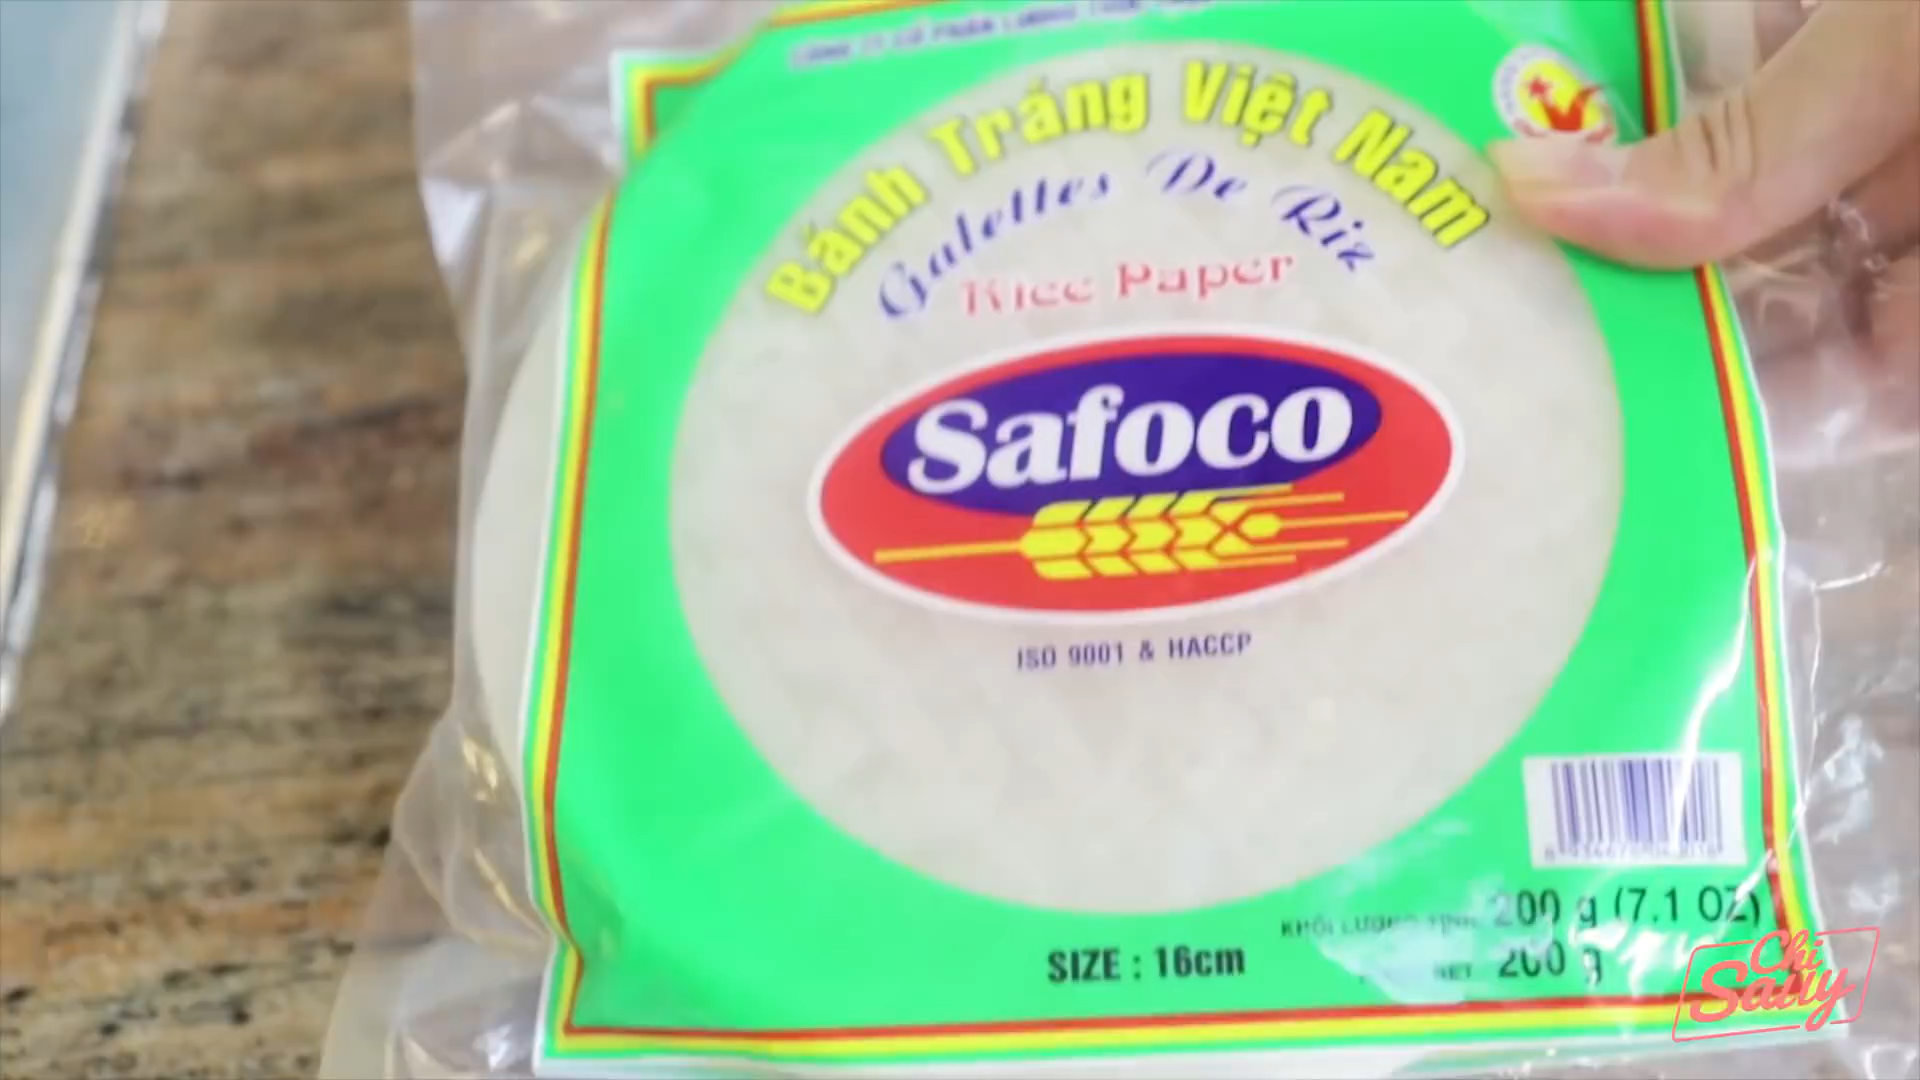 Bánh Tráng Việt Nam
Galettes De Riz
Rice Paper
Safoco
ISO 9001 & HACCP
200 g (7.1 OZ)
SIZE : 16cm
NET 200 g
Chi
Sally